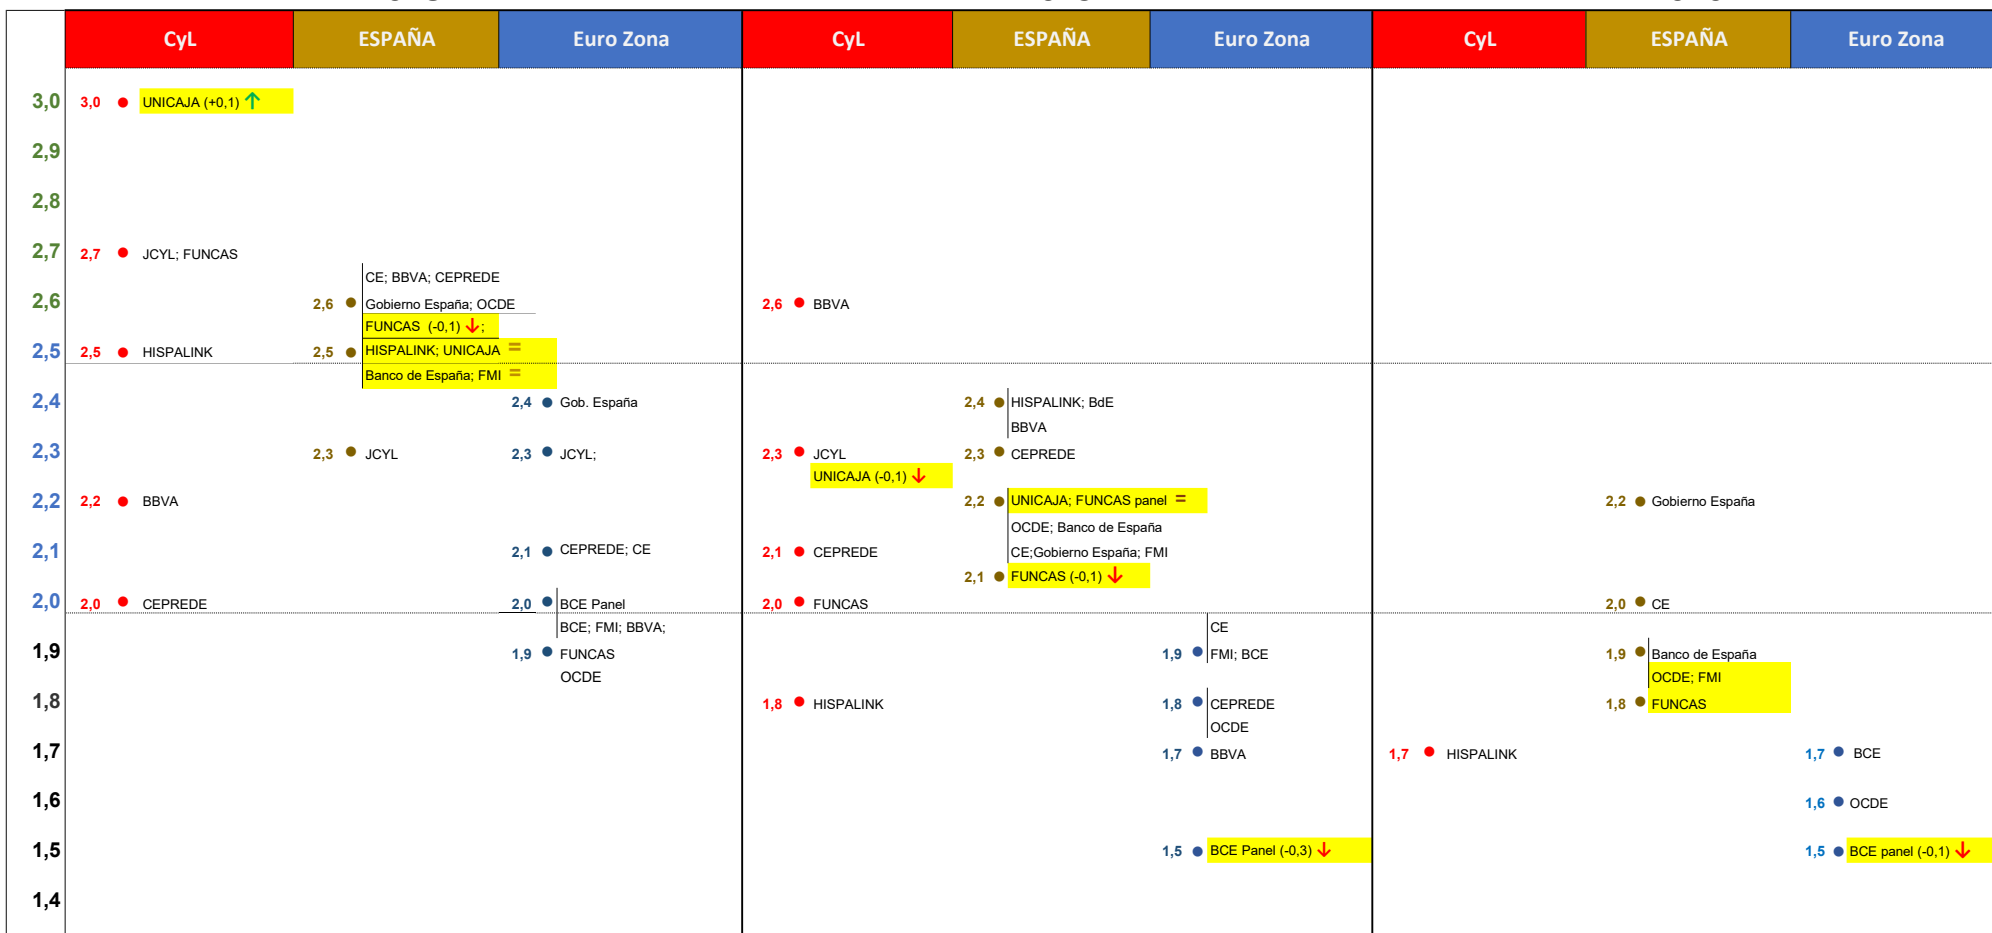 CyL ESPAÑA Euro Zona CyL ESPAÑA Euro Zona CyL ESPAÑA Euro Zona
3,0 3,0 UNICAJA (+0,1) ↑
2,9
2,8
2,7 2,7 JCYL; FUNCAS
CE; BBVA; CEPREDE
2,6 2,6 Gobierno España; OCDE 2,6 BBVA
FUNCAS (-0,1) ↓;
2,5 2,5 HISPALINK 2,5 HISPALINK; UNICAJA =
Banco de España; FMI =
2,4 2,4 Gob. España 2,4 HISPALINK; BdE
BBVA
2,3 2,3 JCYL 2,3 JCYL; 2,3 JCYL 2,3 CEPREDE
UNICAJA (-0,1) ↓
2,2 2,2 BBVA 2,2 UNICAJA; FUNCAS panel = 2,2 Gobierno España
OCDE; Banco de España
2,1 2,1 CEPREDE; CE 2,1 CEPREDE CE;Gobierno España; FMI
2,1 FUNCAS (-0,1) ↓
2,0 2,0 CEPREDE 2,0 BCE Panel 2,0 FUNCAS 2,0 CE
BCE; FMI; BBVA; CE
1,9 1,9 FUNCAS 1,9 FMI; BCE 1,9 Banco de España
OCDE OCDE; FMI
1,8 1,8 HISPALINK 1,8 CEPREDE 1,8 FUNCAS
OCDE
1,7 1,7 BBVA 1,7 HISPALINK 1,7 BCE
1,6 1,6 OCDE
1,5 1,5 BCE Panel (-0,3) ↓ 1,5 BCE panel (-0,1) ↓
1,4